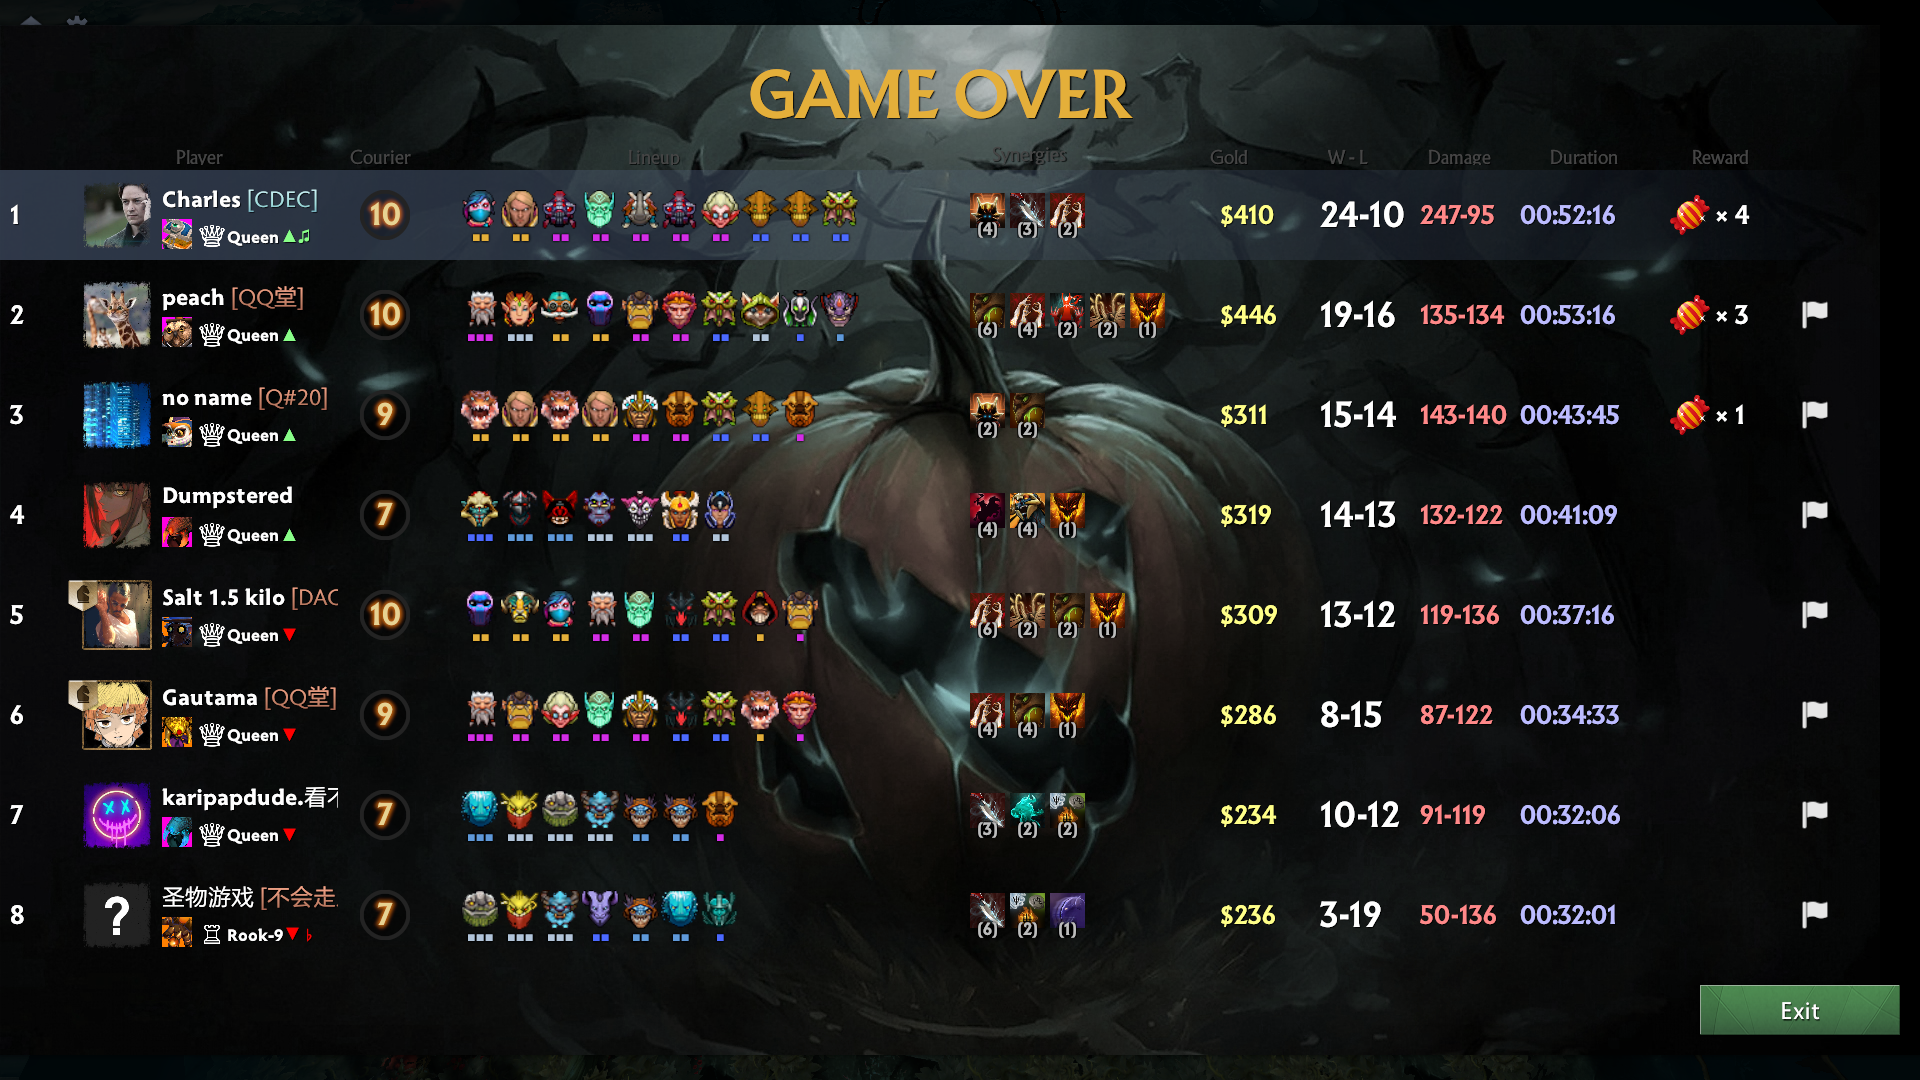 GAME OVER
Player Courier Lineup Synergies Gold W - L Damage Duration Reward
1 Charles [CDEC] Queen 10 (4) (3) (2) $410 24-10 247-95 00:52:16 × 4
2 peach [QQ堂] Queen 10 (6) (4) (2) (2) (1) $446 19-16 135-134 00:53:16 × 3
3 no name [Q#20] Queen 9 (2) (2) $311 15-14 143-140 00:43:45 × 1
4 Dumpstered Queen 7 (4) (4) (1) $319 14-13 132-122 00:41:09
5 Salt 1.5 kilo [DAC Queen 10 (6) (2) (2) (1) $309 13-12 119-136 00:37:16
6 Gautama [QQ堂] Queen 9 (4) (4) (1) $286 8-15 87-122 00:34:33
7 karipapdude.看不 Queen 7 (3) (2) (2) $234 10-12 91-119 00:32:06
8 圣物游戏 [不会走 Rook-9 7 (6) (2) (1) $236 3-19 50-136 00:32:01
Exit